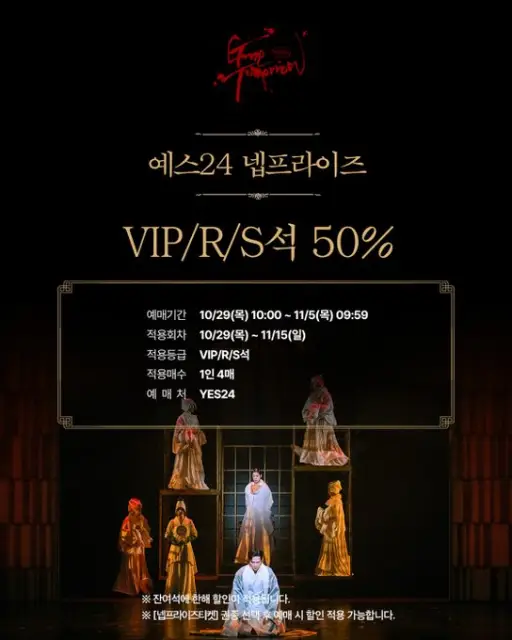 예스24 넵프라이즈
VIP/R/S석 50%
예매기간 10/29(목) 10:00 ~ 11/5(목) 09:59
적용회차 10/29(목) ~ 11/15(일)
적용등급 VIP/R/S석
적용매수 1인 4매
예 매 처 YES24
※ 잔여석에 한해 할인이 적용됩니다.
※ [넵프라이즈티켓] 권종 선택 후 예매 시 할인 적용 가능합니다.